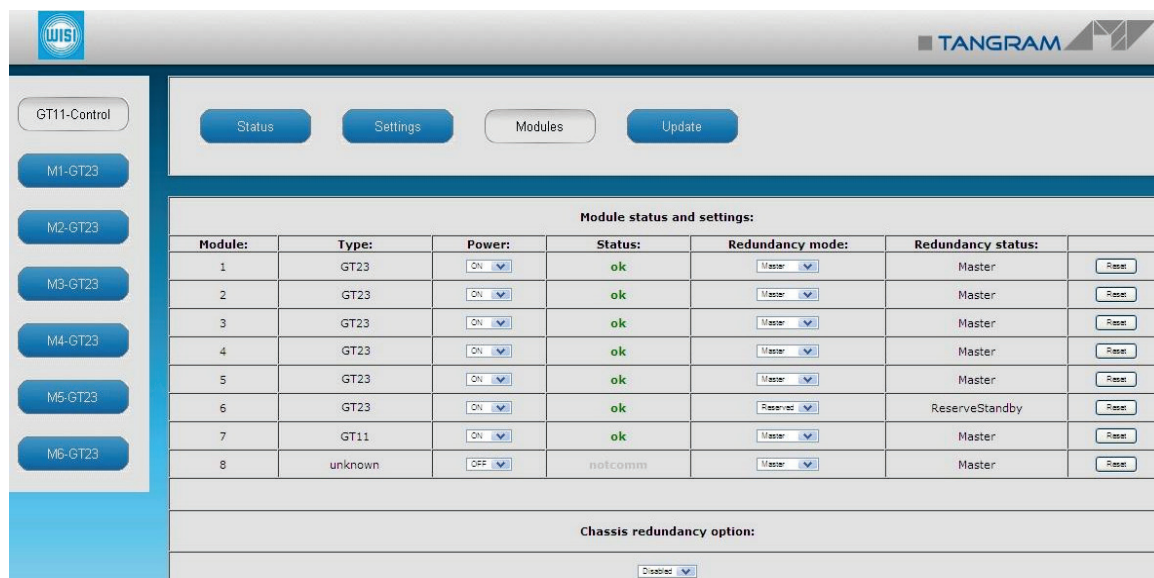 WISI
TANGRAM
GT11-Control
M1-GT23
M2-GT23
M3-GT23
M4-GT23
M5-GT23
M6-GT23
Status Settings Modules Update
Module status and settings:
Module: Type: Power: Status: Redundancy mode: Redundancy status:
1 GT23 ON ok Master Master Reset
2 GT23 ON ok Master Master Reset
3 GT23 ON ok Master Master Reset
4 GT23 ON ok Master Master Reset
5 GT23 ON ok Master Master Reset
6 GT23 ON ok Reserved ReserveStandby Reset
7 GT11 ON ok Master Master Reset
8 unknown OFF notcomm Master Master Reset
Chassis redundancy option:
Disabled